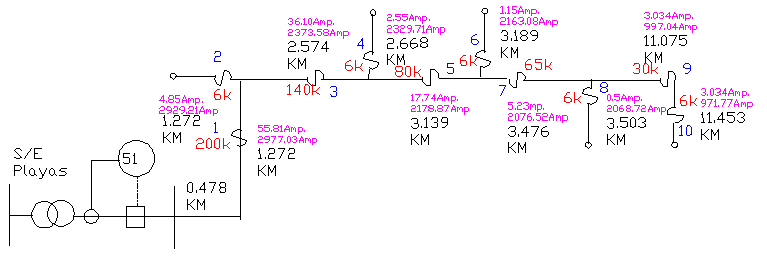 36.10Amp.
2373.58Amp
2.574
KM
140k
3
2.55Amp.
2329.71Amp
2.668
KM
4
6k
1.15Amp.
2163.08Amp
3.189
KM
6
6k
3.034Amp.
997.04Amp
11.075
KM
9
30k
2
6k
4.85Amp.
2929.21Amp
1.272
KM
80k
5
17.74Amp.
2178.87Amp
3.139
KM
65k
7
5.23mp.
2076.52Amp
3.476
KM
8
6k
0.5Amp.
2068.72Amp
3.503
KM
3.034Amp.
971.77Amp
11.453
KM
6k
10
1
200k
55.81Amp.
2977.03Amp
1.272
KM
S/E
Playas
51
0.478
KM